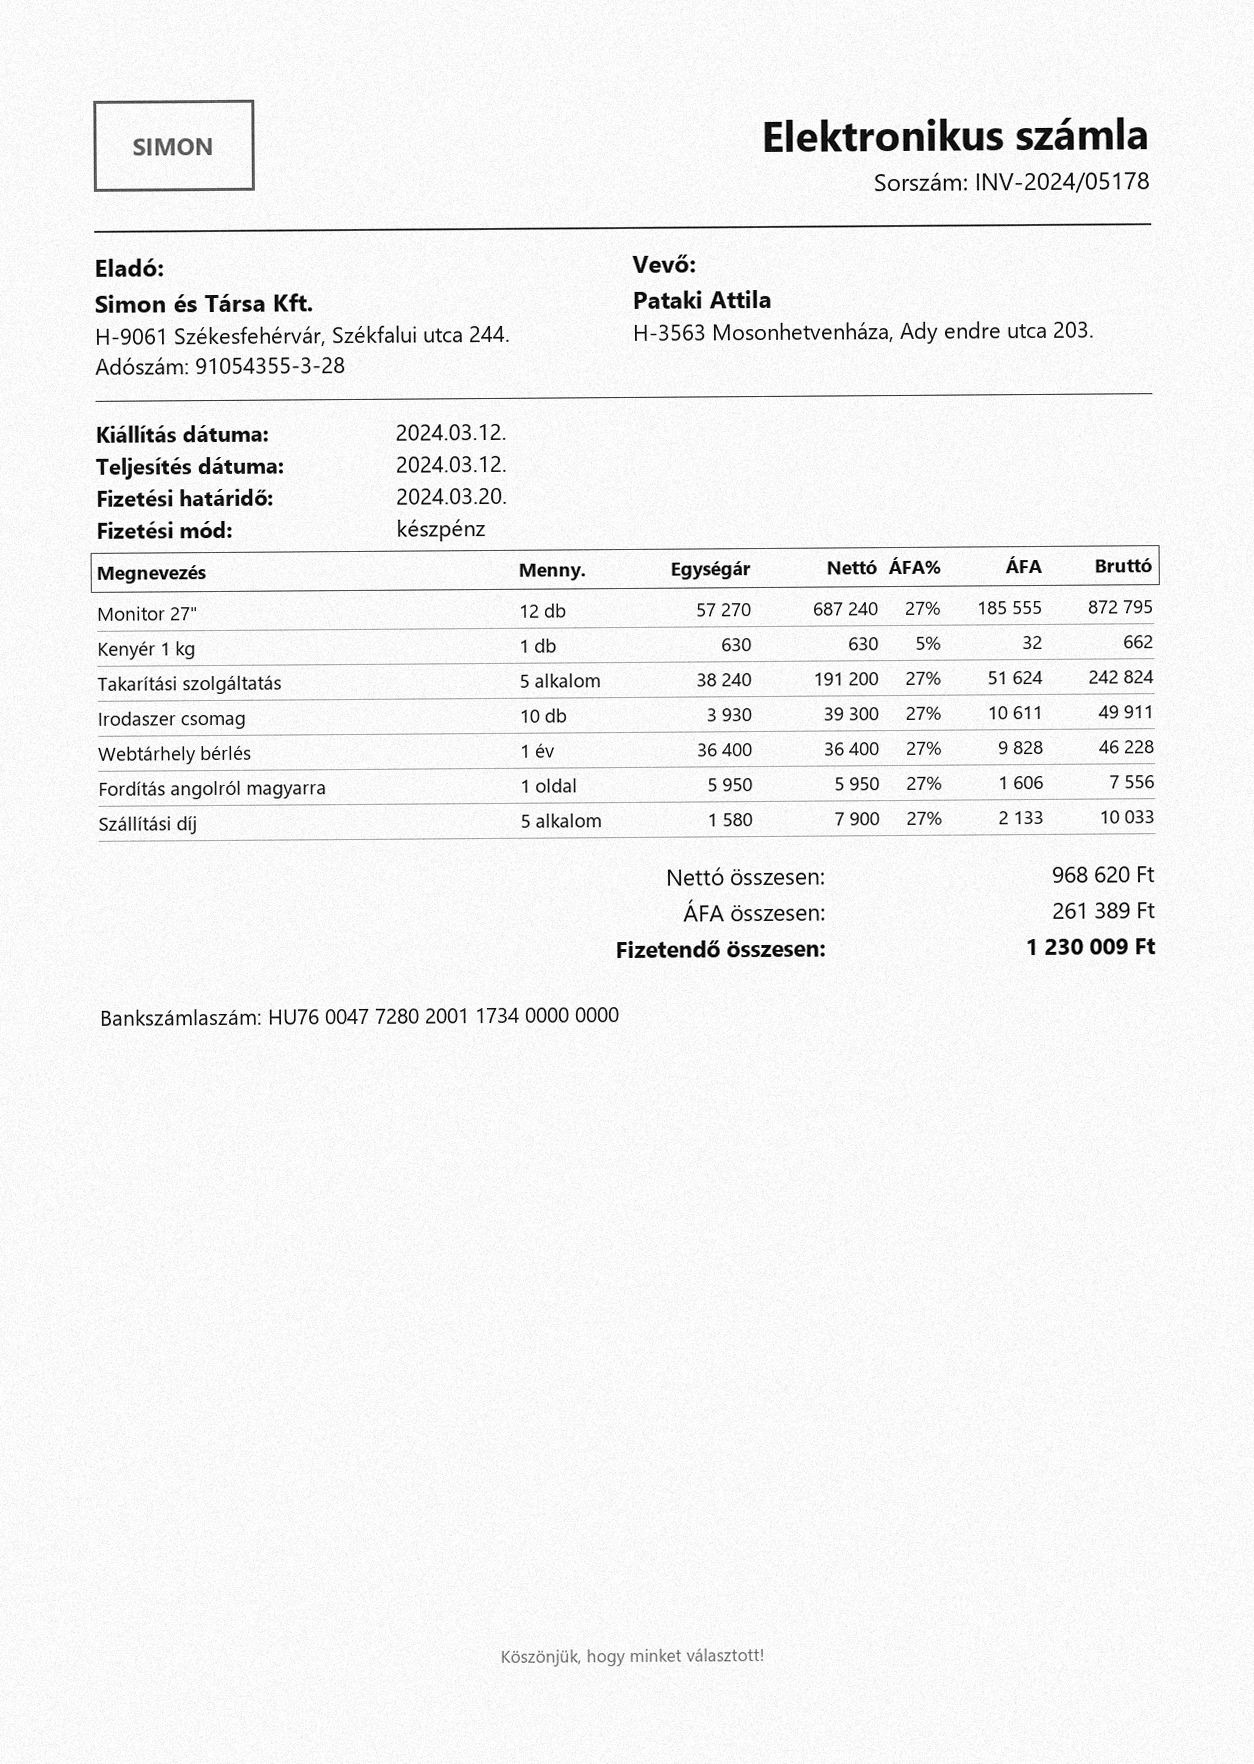 SIMON
Elektronikus számla
Sorszám: INV-2024/05178
Eladó:
Simon és Társa Kft.
H-9061 Székesfehérvár, Székfalui utca 244.
Adószám: 91054355-3-28
Vevő:
Pataki Attila
H-3563 Mosonhetvenháza, Ady endre utca 203.
Kiállítás dátuma: 2024.03.12.
Teljesítés dátuma: 2024.03.12.
Fizetési határidő: 2024.03.20.
Fizetési mód: készpénz
Megnevezés Menny. Egységár Nettó ÁFA% ÁFA Bruttó
Monitor 27" 12 db 57 270 687 240 27% 185 555 872 795
Kenyér 1 kg 1 db 630 630 5% 32 662
Takarítási szolgáltatás 5 alkalom 38 240 191 200 27% 51 624 242 824
Irodaszer csomag 10 db 3 930 39 300 27% 10 611 49 911
Webtárhely bérlés 1 év 36 400 36 400 27% 9 828 46 228
Fordítás angolról magyarra 1 oldal 5 950 5 950 27% 1 606 7 556
Szállítási díj 5 alkalom 1 580 7 900 27% 2 133 10 033
Nettó összesen: 968 620 Ft
ÁFA összesen: 261 389 Ft
Fizetendő összesen: 1 230 009 Ft
Bankszámlaszám: HU76 0047 7280 2001 1734 0000 0000
Köszönjük, hogy minket választott!